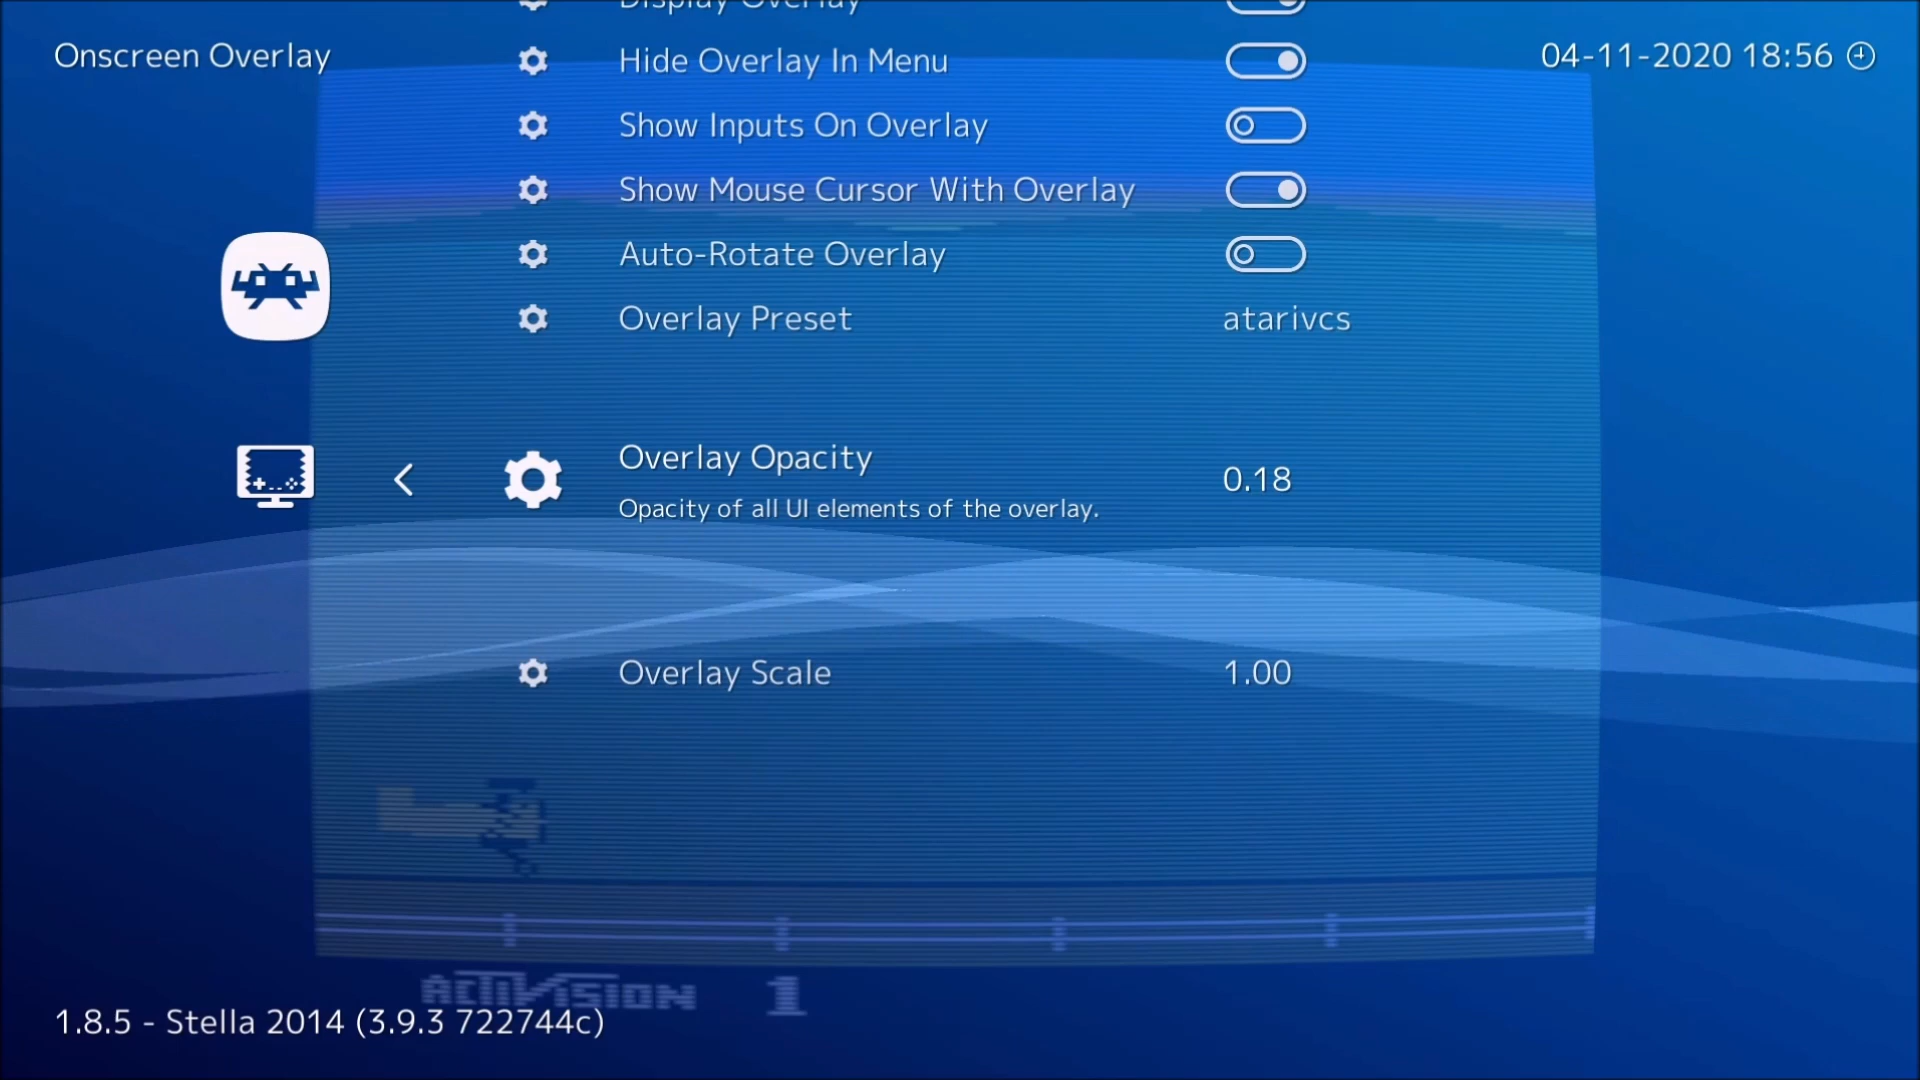 Display Overlay
Onscreen Overlay
Hide Overlay In Menu
04-11-2020 18:56
Show Inputs On Overlay
Show Mouse Cursor With Overlay
Auto-Rotate Overlay
Overlay Preset atarivcs
Overlay Opacity 0.18
Opacity of all UI elements of the overlay.
Overlay Scale 1.00
ACTIVISION 1
1.8.5 - Stella 2014 (3.9.3 722744c)